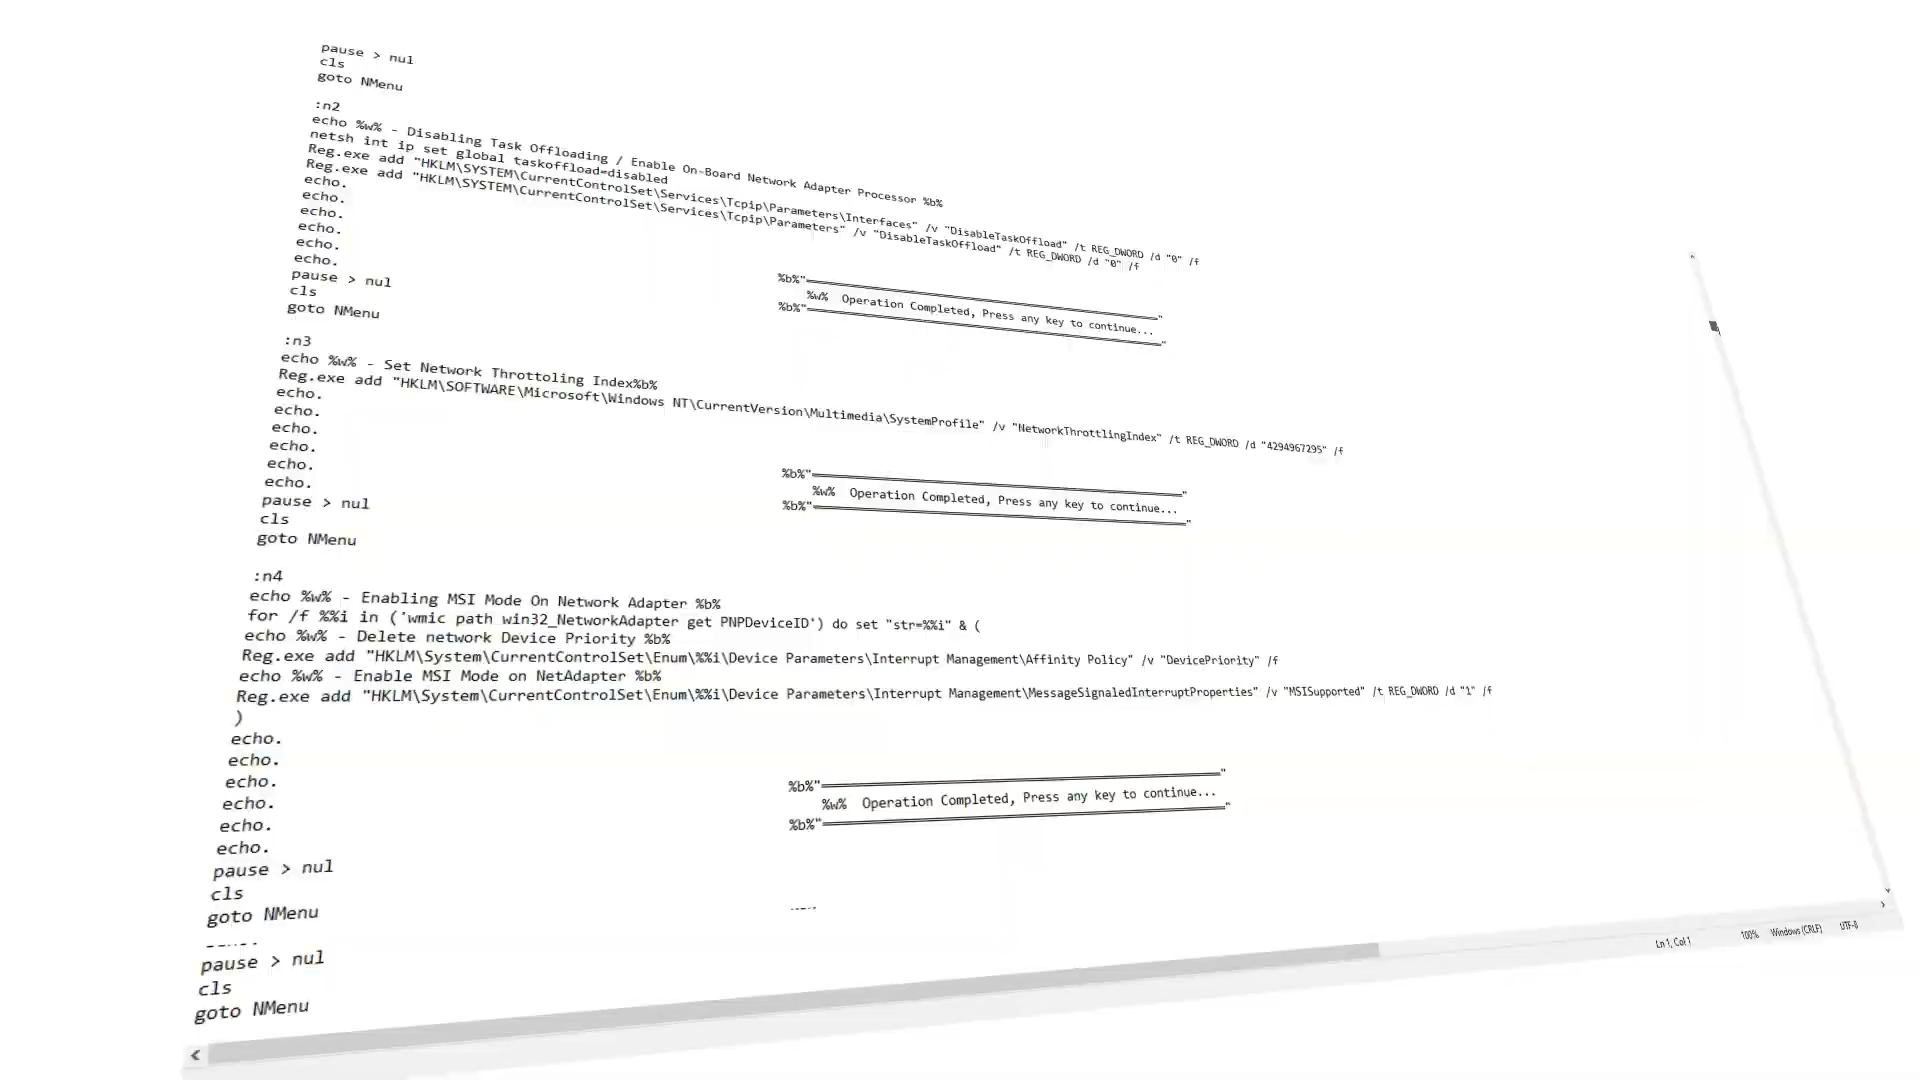 pause > nul
cls
goto NMenu
:n2
echo %w% - Disabling Task Offloading / Enable On-Board Network Adapter Processor %b%
netsh int ip set global taskoffload=disabled
Reg.exe add "HKLM\SYSTEM\CurrentControlSet\Services\Tcpip\Parameters\Interfaces" /v "DisableTaskOffload" /t REG_DWORD /d "0" /f
Reg.exe add "HKLM\SYSTEM\CurrentControlSet\Services\Tcpip\Parameters" /v "DisableTaskOffload" /t REG_DWORD /d "0" /f
echo.
echo.
echo.
echo.
echo. %b%"══════════════════════════════"
echo. %w% Operation Completed, Press any key to continue...
pause > nul %b%"══════════════════════════════"
cls
goto NMenu
:n3
echo %w% - Set Network Throttoling Index%b%
Reg.exe add "HKLM\SOFTWARE\Microsoft\Windows NT\CurrentVersion\Multimedia\SystemProfile" /v "NetworkThrottlingIndex" /t REG_DWORD /d "4294967295" /f
echo.
echo.
echo.
echo. %b%"══════════════════════════════"
echo. %w% Operation Completed, Press any key to continue...
echo. %b%"══════════════════════════════"
pause > nul
cls
goto NMenu
:n4
echo %w% - Enabling MSI Mode On Network Adapter %b%
for /f %%i in ('wmic path win32_NetworkAdapter get PNPDeviceID') do set "str=%%i" & (
echo %w% - Delete network Device Priority %b%
Reg.exe add "HKLM\System\CurrentControlSet\Enum\%%i\Device Parameters\Interrupt Management\Affinity Policy" /v "DevicePriority" /f
echo %w% - Enable MSI Mode on NetAdapter %b%
Reg.exe add "HKLM\System\CurrentControlSet\Enum\%%i\Device Parameters\Interrupt Management\MessageSignaledInterruptProperties" /v "MSISupported" /t REG_DWORD /d "1" /f
)
echo.
echo.
echo. %b%"══════════════════════════════"
echo. %w% Operation Completed, Press any key to continue...
echo. %b%"══════════════════════════════"
echo.
pause > nul
cls
goto NMenu
pause > nul
cls
goto NMenu
Ln 1, Col 1 100% Windows (CRLF) UTF-8